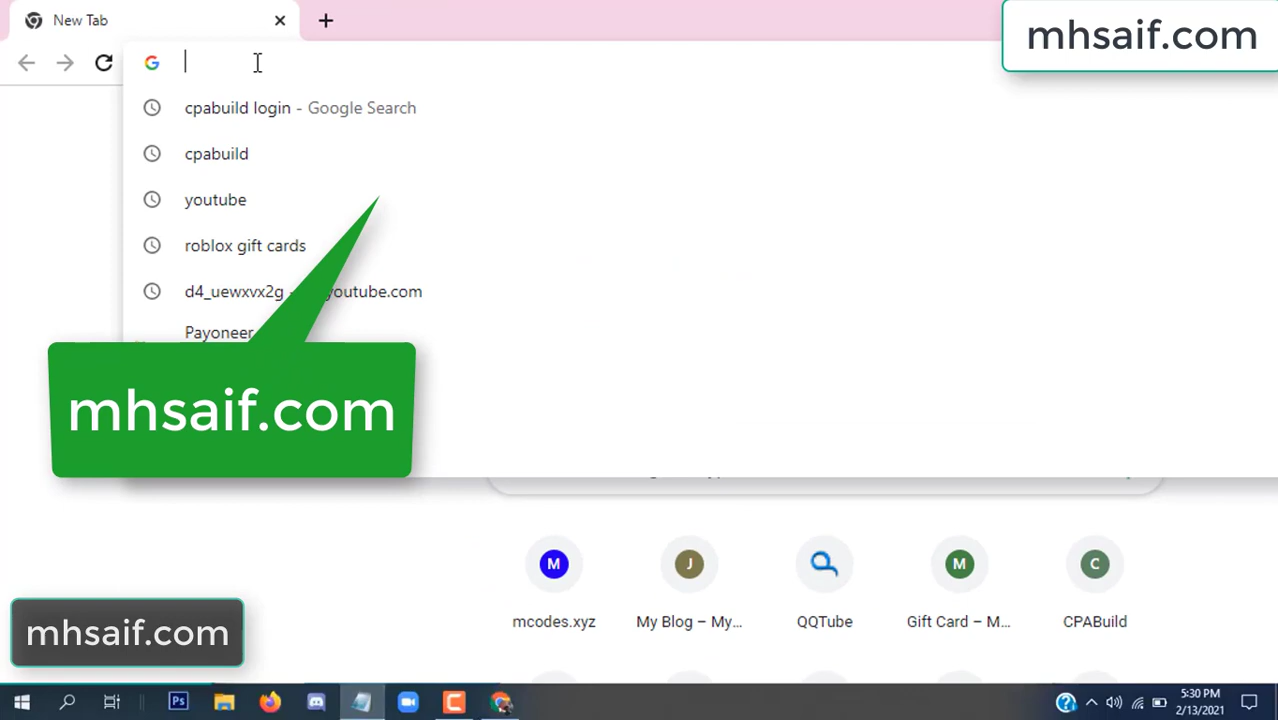 New Tab
mhsaif.com
cpabuild login - Google Search
cpabuild
youtube
roblox gift cards
d4_uewxvx2g - youtube.com
Payoneer
mhsaif.com
mcodes.xyz
My Blog – My...
QQTube
Gift Card – M...
CPABuild
mhsaif.com
5:30 PM
2/13/2021